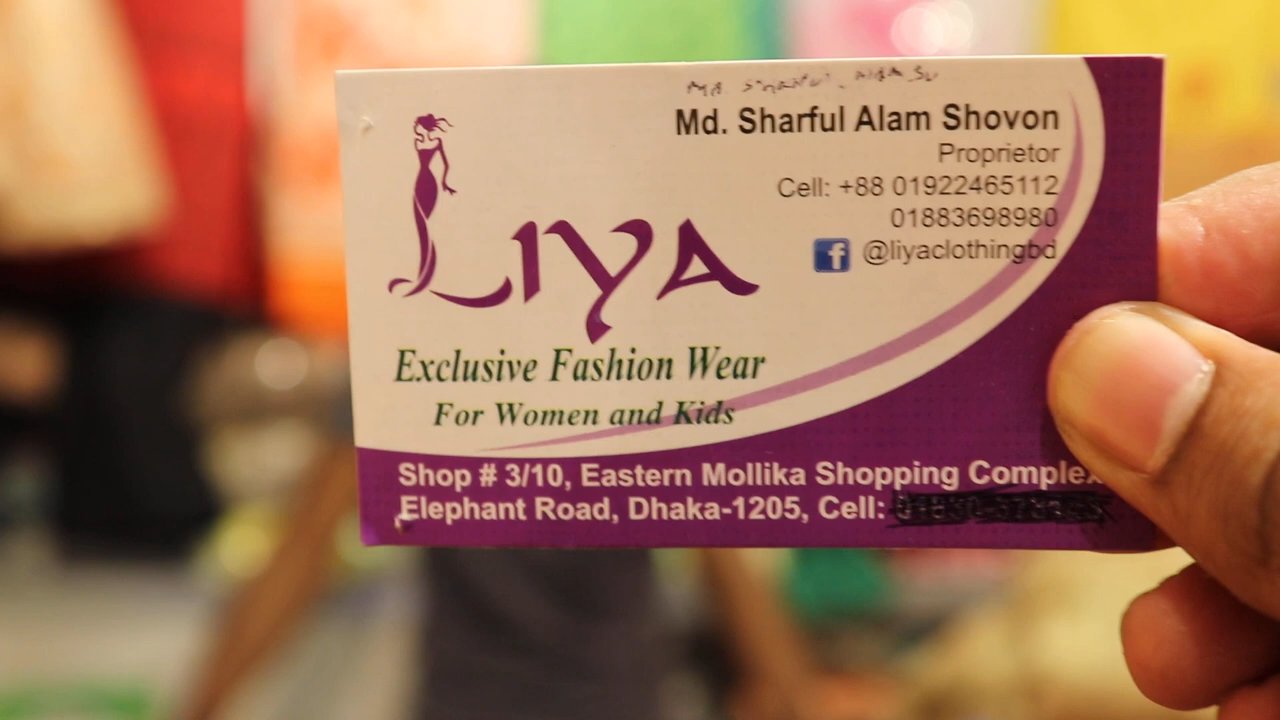 Md. Sharful Alam Shovon
Proprietor
Cell: +88 01922465112
01883698980
f @liyaclothingbd
LIYA
Exclusive Fashion Wear
For Women and Kids
Shop # 3/10, Eastern Mollika Shopping Complex
Elephant Road, Dhaka-1205, Cell: